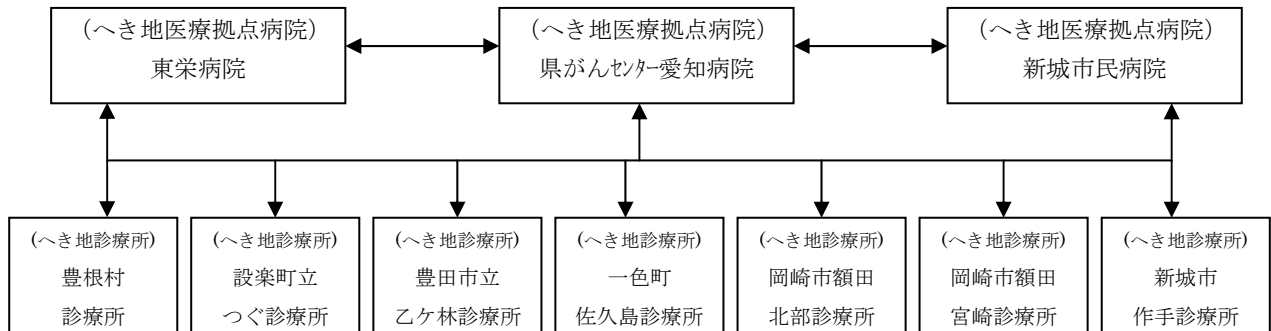 (へき地医療拠点病院)
東栄病院
(へき地医療拠点病院)
県がんｾﾝﾀｰ愛知病院
(へき地医療拠点病院)
新城市民病院
(へき地診療所)
豊根村
診療所
(へき地診療所)
設楽町立
つぐ診療所
(へき地診療所)
豊田市立
乙ケ林診療所
(へき地診療所)
一色町
佐久島診療所
(へき地診療所)
岡崎市額田
北部診療所
(へき地診療所)
岡崎市額田
宮崎診療所
(へき地診療所)
新城市
作手診療所